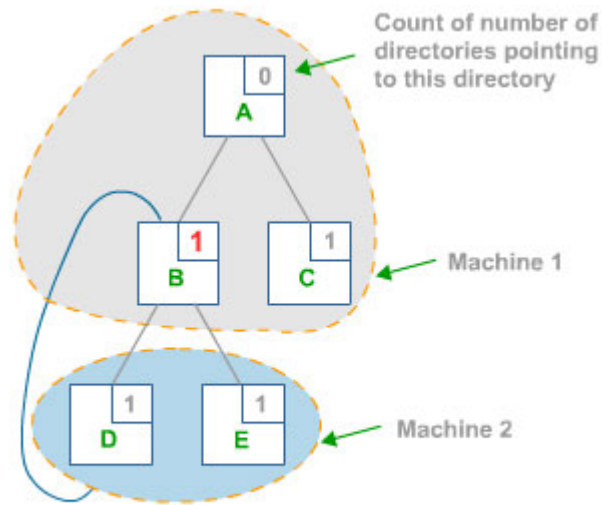 Count of number of
directories pointing
to this directory
0
A
1
B
1
C
Machine 1
1
D
1
E
Machine 2